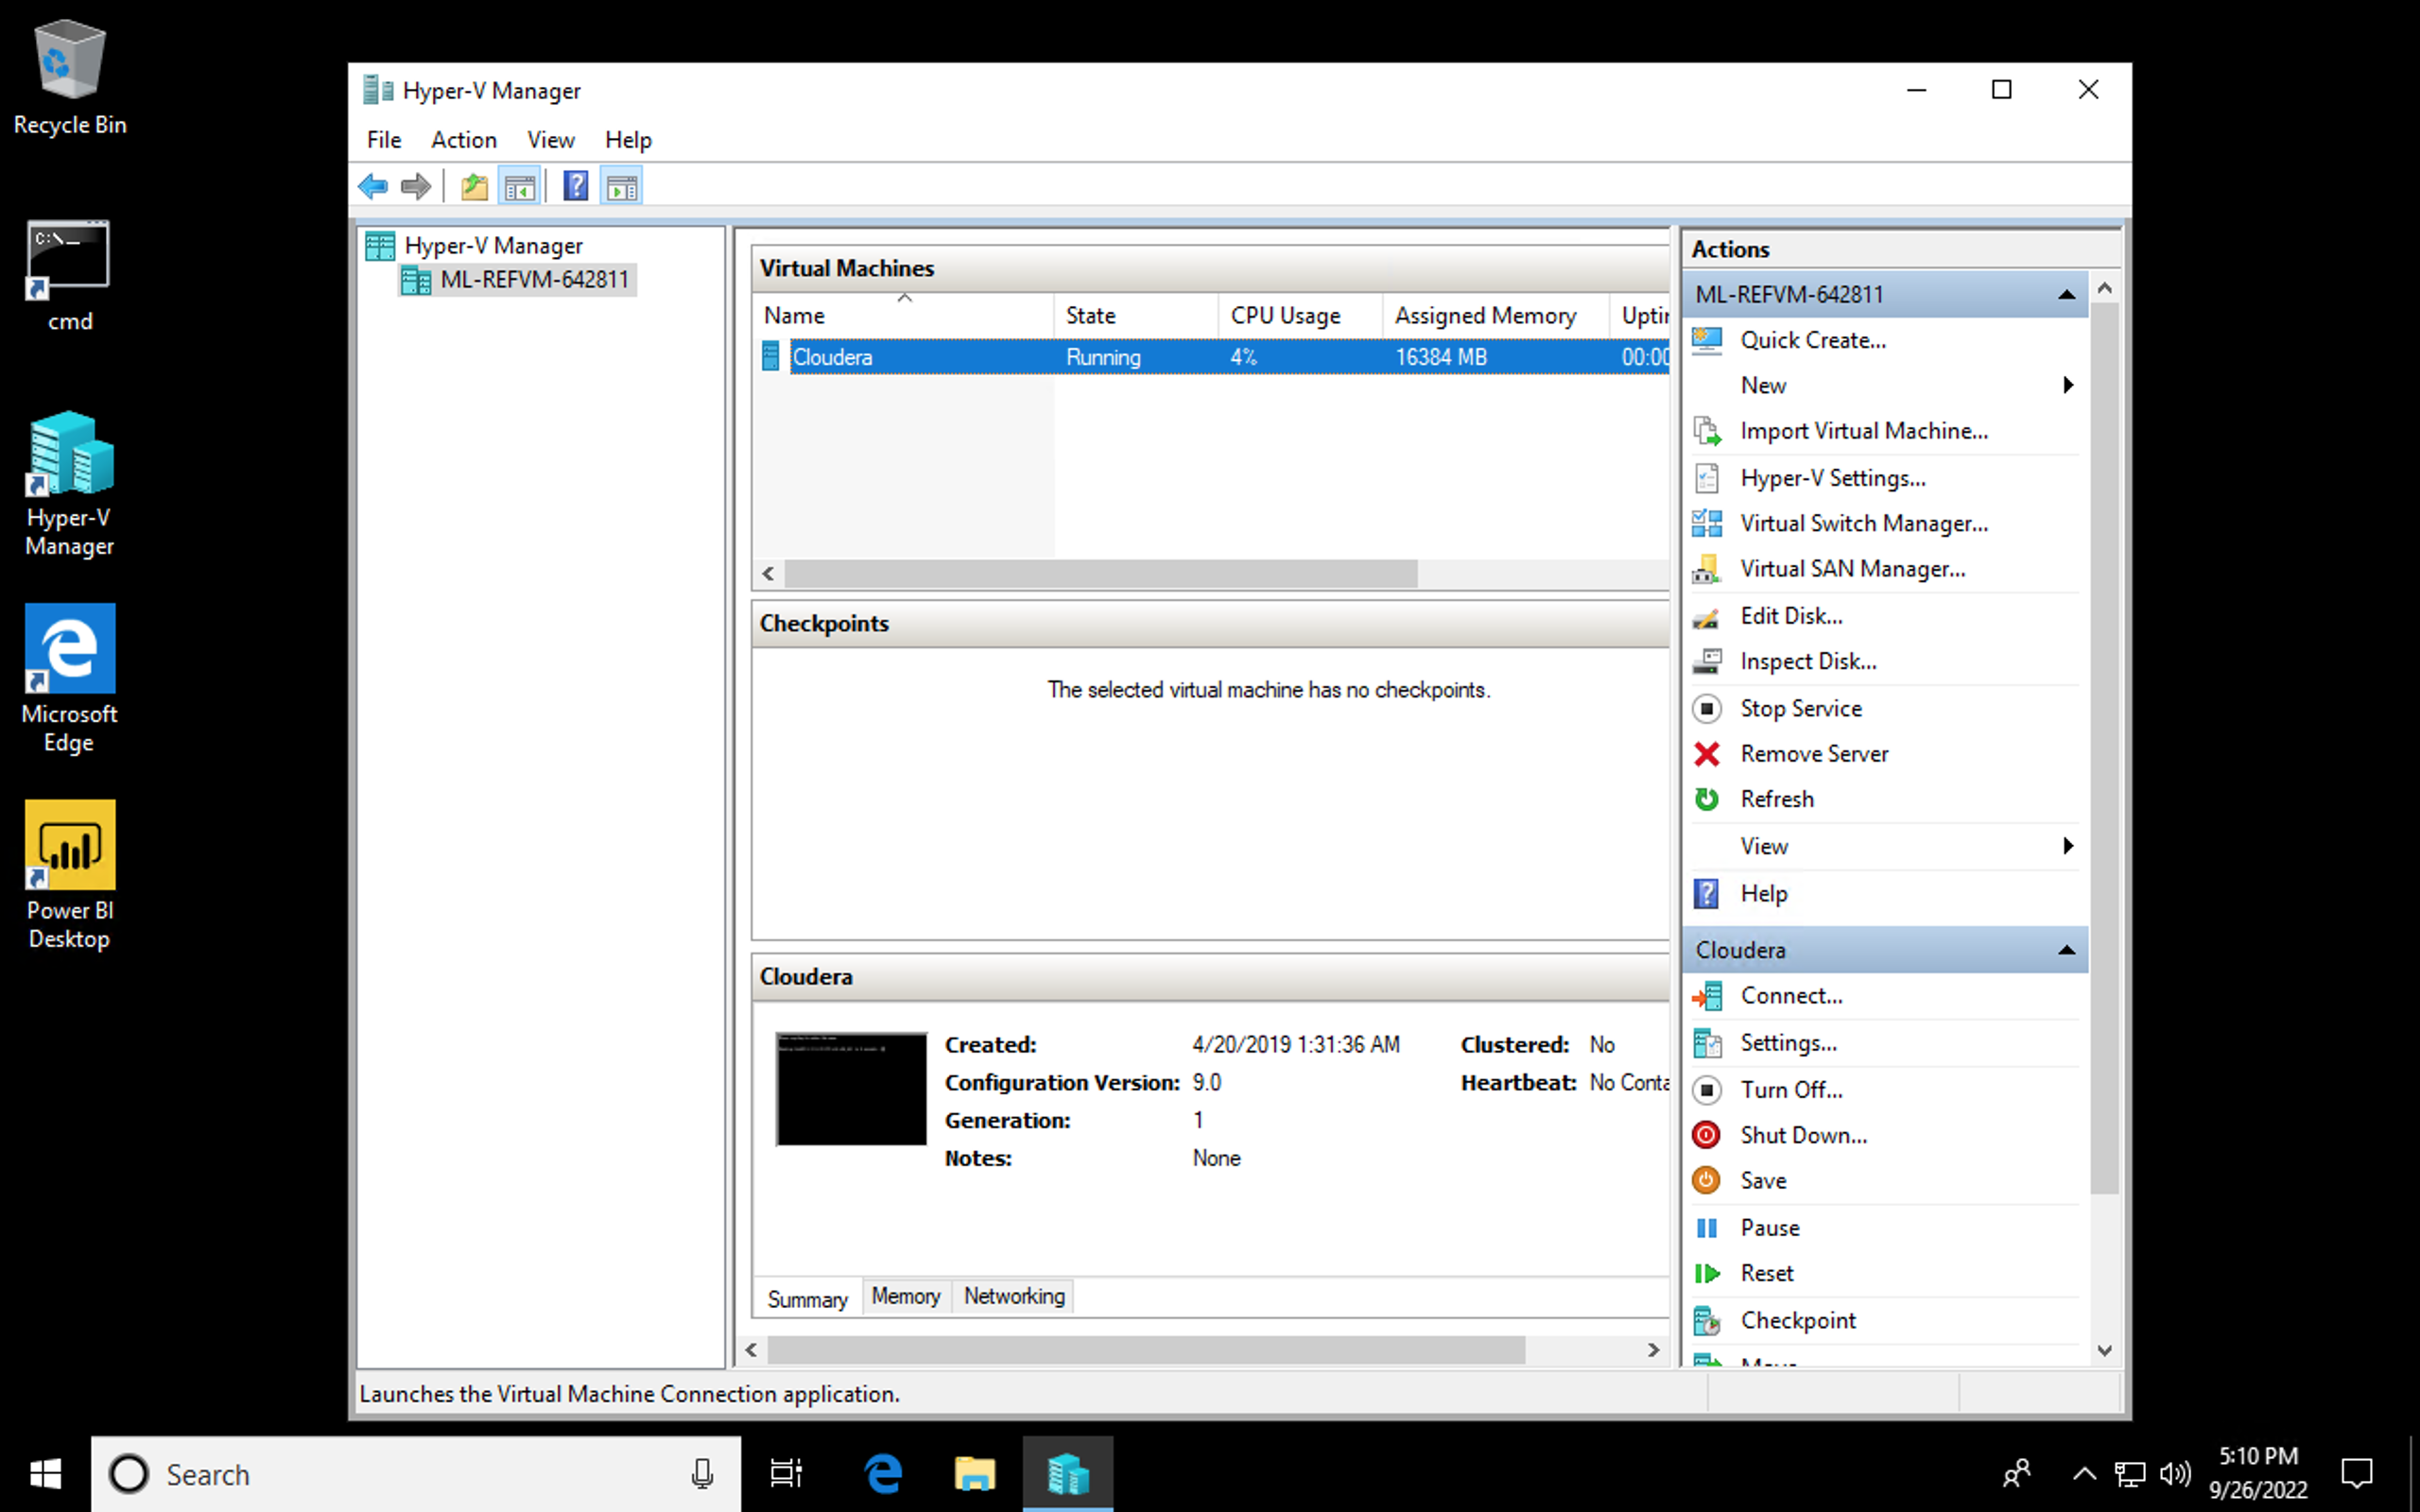 Recycle Bin
cmd
Hyper-V
Manager
Microsoft
Edge
Power BI
Desktop
Hyper-V Manager
File Action View Help
Hyper-V Manager
ML-REFVM-642811
Virtual Machines
Name State CPU Usage Assigned Memory
Cloudera Running 4% 16384 MB 00:00
Checkpoints
The selected virtual machine has no checkpoints.
Cloudera
Created: 4/20/2019 1:31:36 AM Clustered: No
Configuration Version: 9.0 Heartbeat: No
Generation: 1
Notes: None
Summary Memory Networking
Actions
ML-REFVM-642811
Quick Create...
New
Import Virtual Machine...
Hyper-V Settings...
Virtual Switch Manager...
Virtual SAN Manager...
Edit Disk...
Inspect Disk...
Stop Service
Remove Server
Refresh
View
Help
Cloudera
Connect...
Settings...
Turn Off...
Shut Down...
Save
Pause
Reset
Checkpoint
Launches the Virtual Machine Connection application.
Search
5:10 PM
9/26/2022